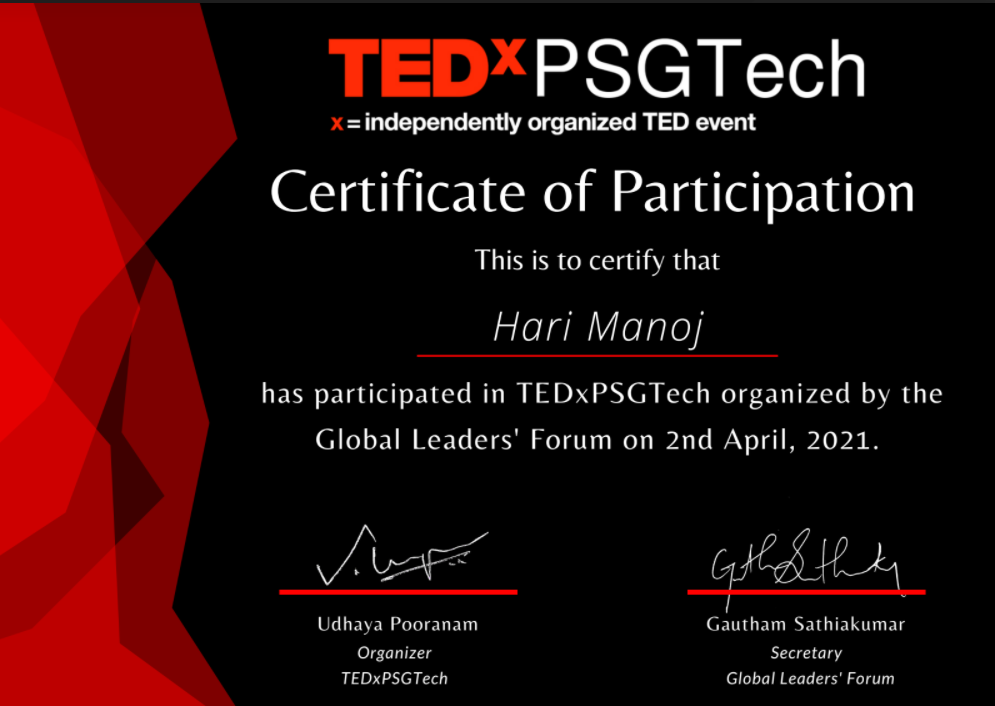 TEDxPSGTech
x = independently organized TED event
Certificate of Participation
This is to certify that
Hari Manoj
has participated in TEDxPSGTech organized by the
Global Leaders' Forum on 2nd April, 2021.
Udhaya Pooranam
Organizer
TEDxPSGTech
Gautham Sathiakumar
Secretary
Global Leaders' Forum